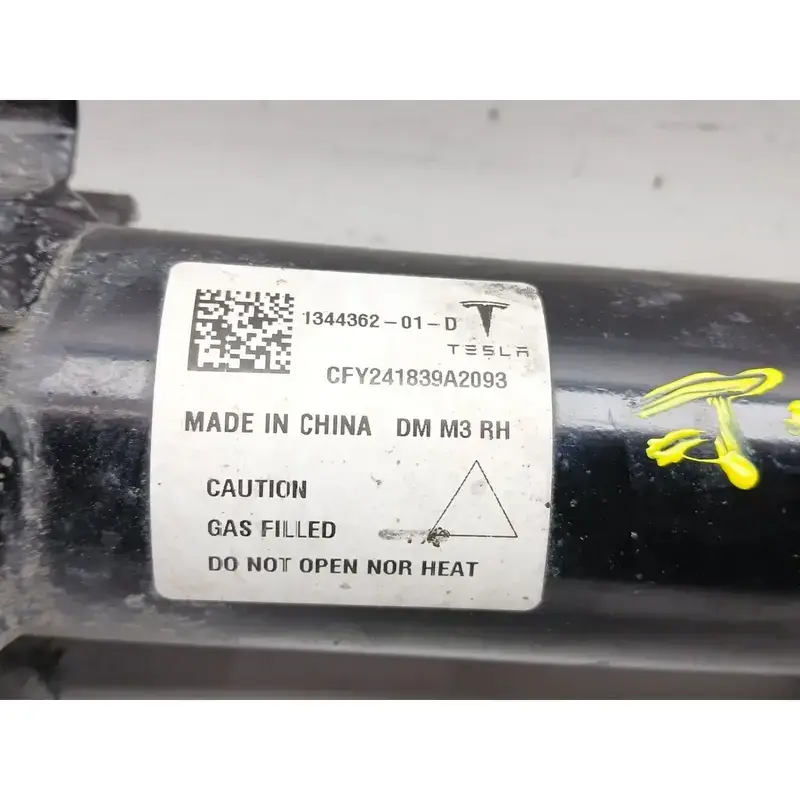 1344362-01-D
TESLA
CFY241839A2093
MADE IN CHINA DM M3 RH
CAUTION
GAS FILLED
DO NOT OPEN NOR HEAT